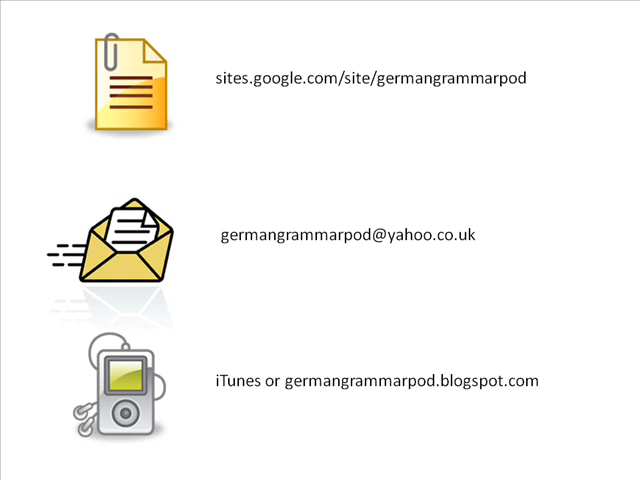 sites.google.com/site/germangrammarpod
germangrammarpod@yahoo.co.uk
iTunes or germangrammarpod.blogspot.com